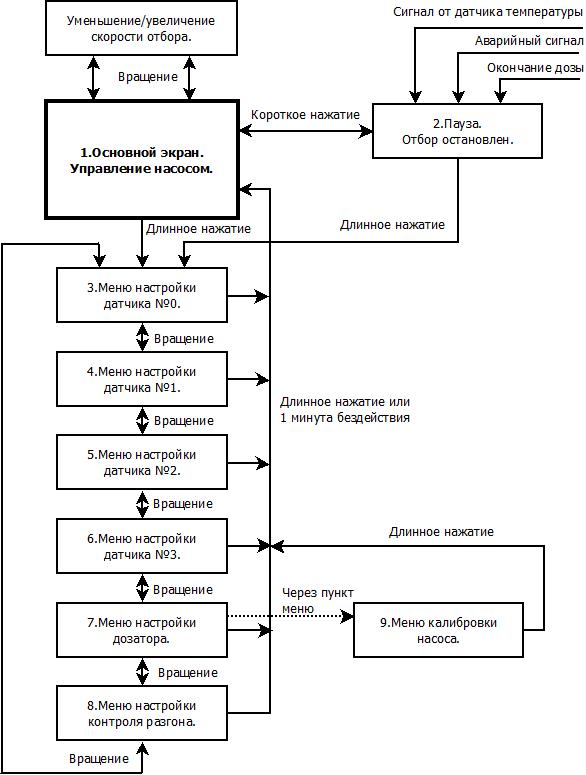 Уменьшение/увеличение
скорости отбора.
Сигнал от датчика температуры
Аварийный сигнал
Окончание дозы
Вращение
Короткое нажатие
1.Основной экран.
Управление насосом.
2.Пауза.
Отбор остановлен.
Длинное нажатие
Длинное нажатие
3.Меню настройки
датчика №0.
Вращение
4.Меню настройки
датчика №1.
Длинное нажатие или
1 минута бездействия
Вращение
5.Меню настройки
датчика №2.
Вращение
6.Меню настройки
датчика №3.
Длинное нажатие
Вращение
Через пункт
меню
7.Меню настройки
дозатора.
9.Меню калибровки
насоса.
Вращение
8.Меню настройки
контроля разгона.
Вращение